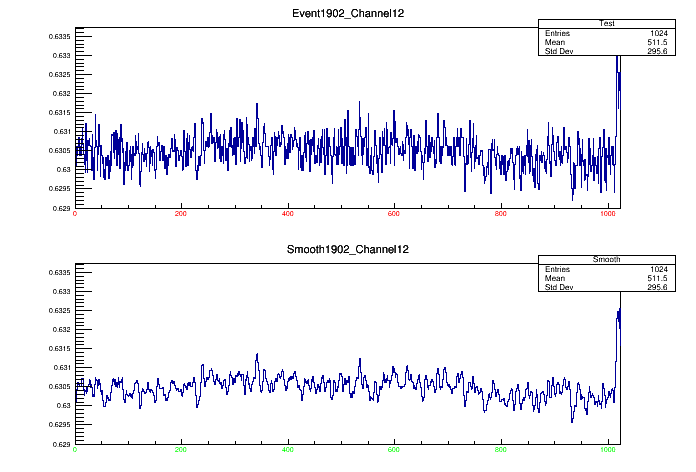 Event1902_Channel12
Test
Entries 1024
Mean 511.5
Std Dev 295.6
0.6335
0.633
0.6325
0.632
0.6315
0.631
0.6305
0.63
0.6295
0.629
0 200 400 600 800 1000
Smooth1902_Channel12
Smooth
Entries 1024
Mean 511.5
Std Dev 295.6
0.6335
0.633
0.6325
0.632
0.6315
0.631
0.6305
0.63
0.6295
0.629
0 200 400 600 800 1000